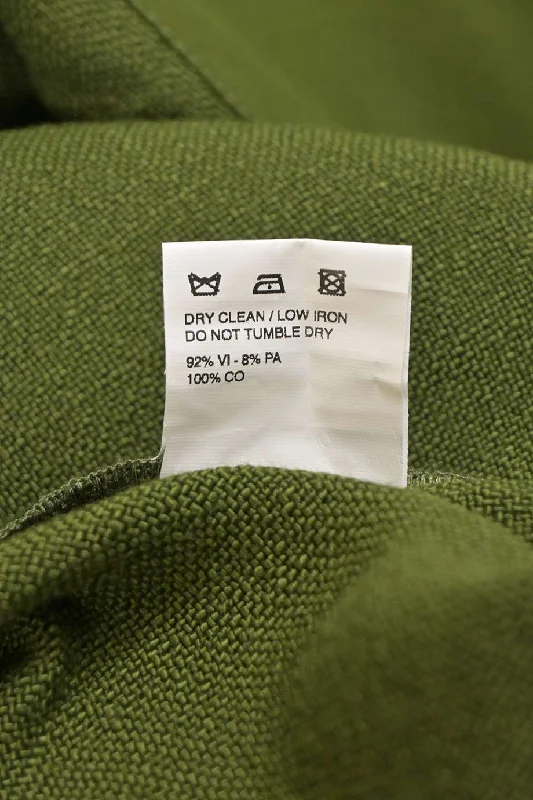 DRY CLEAN / LOW IRON
DO NOT TUMBLE DRY
92% VI - 8% PA
100% CO